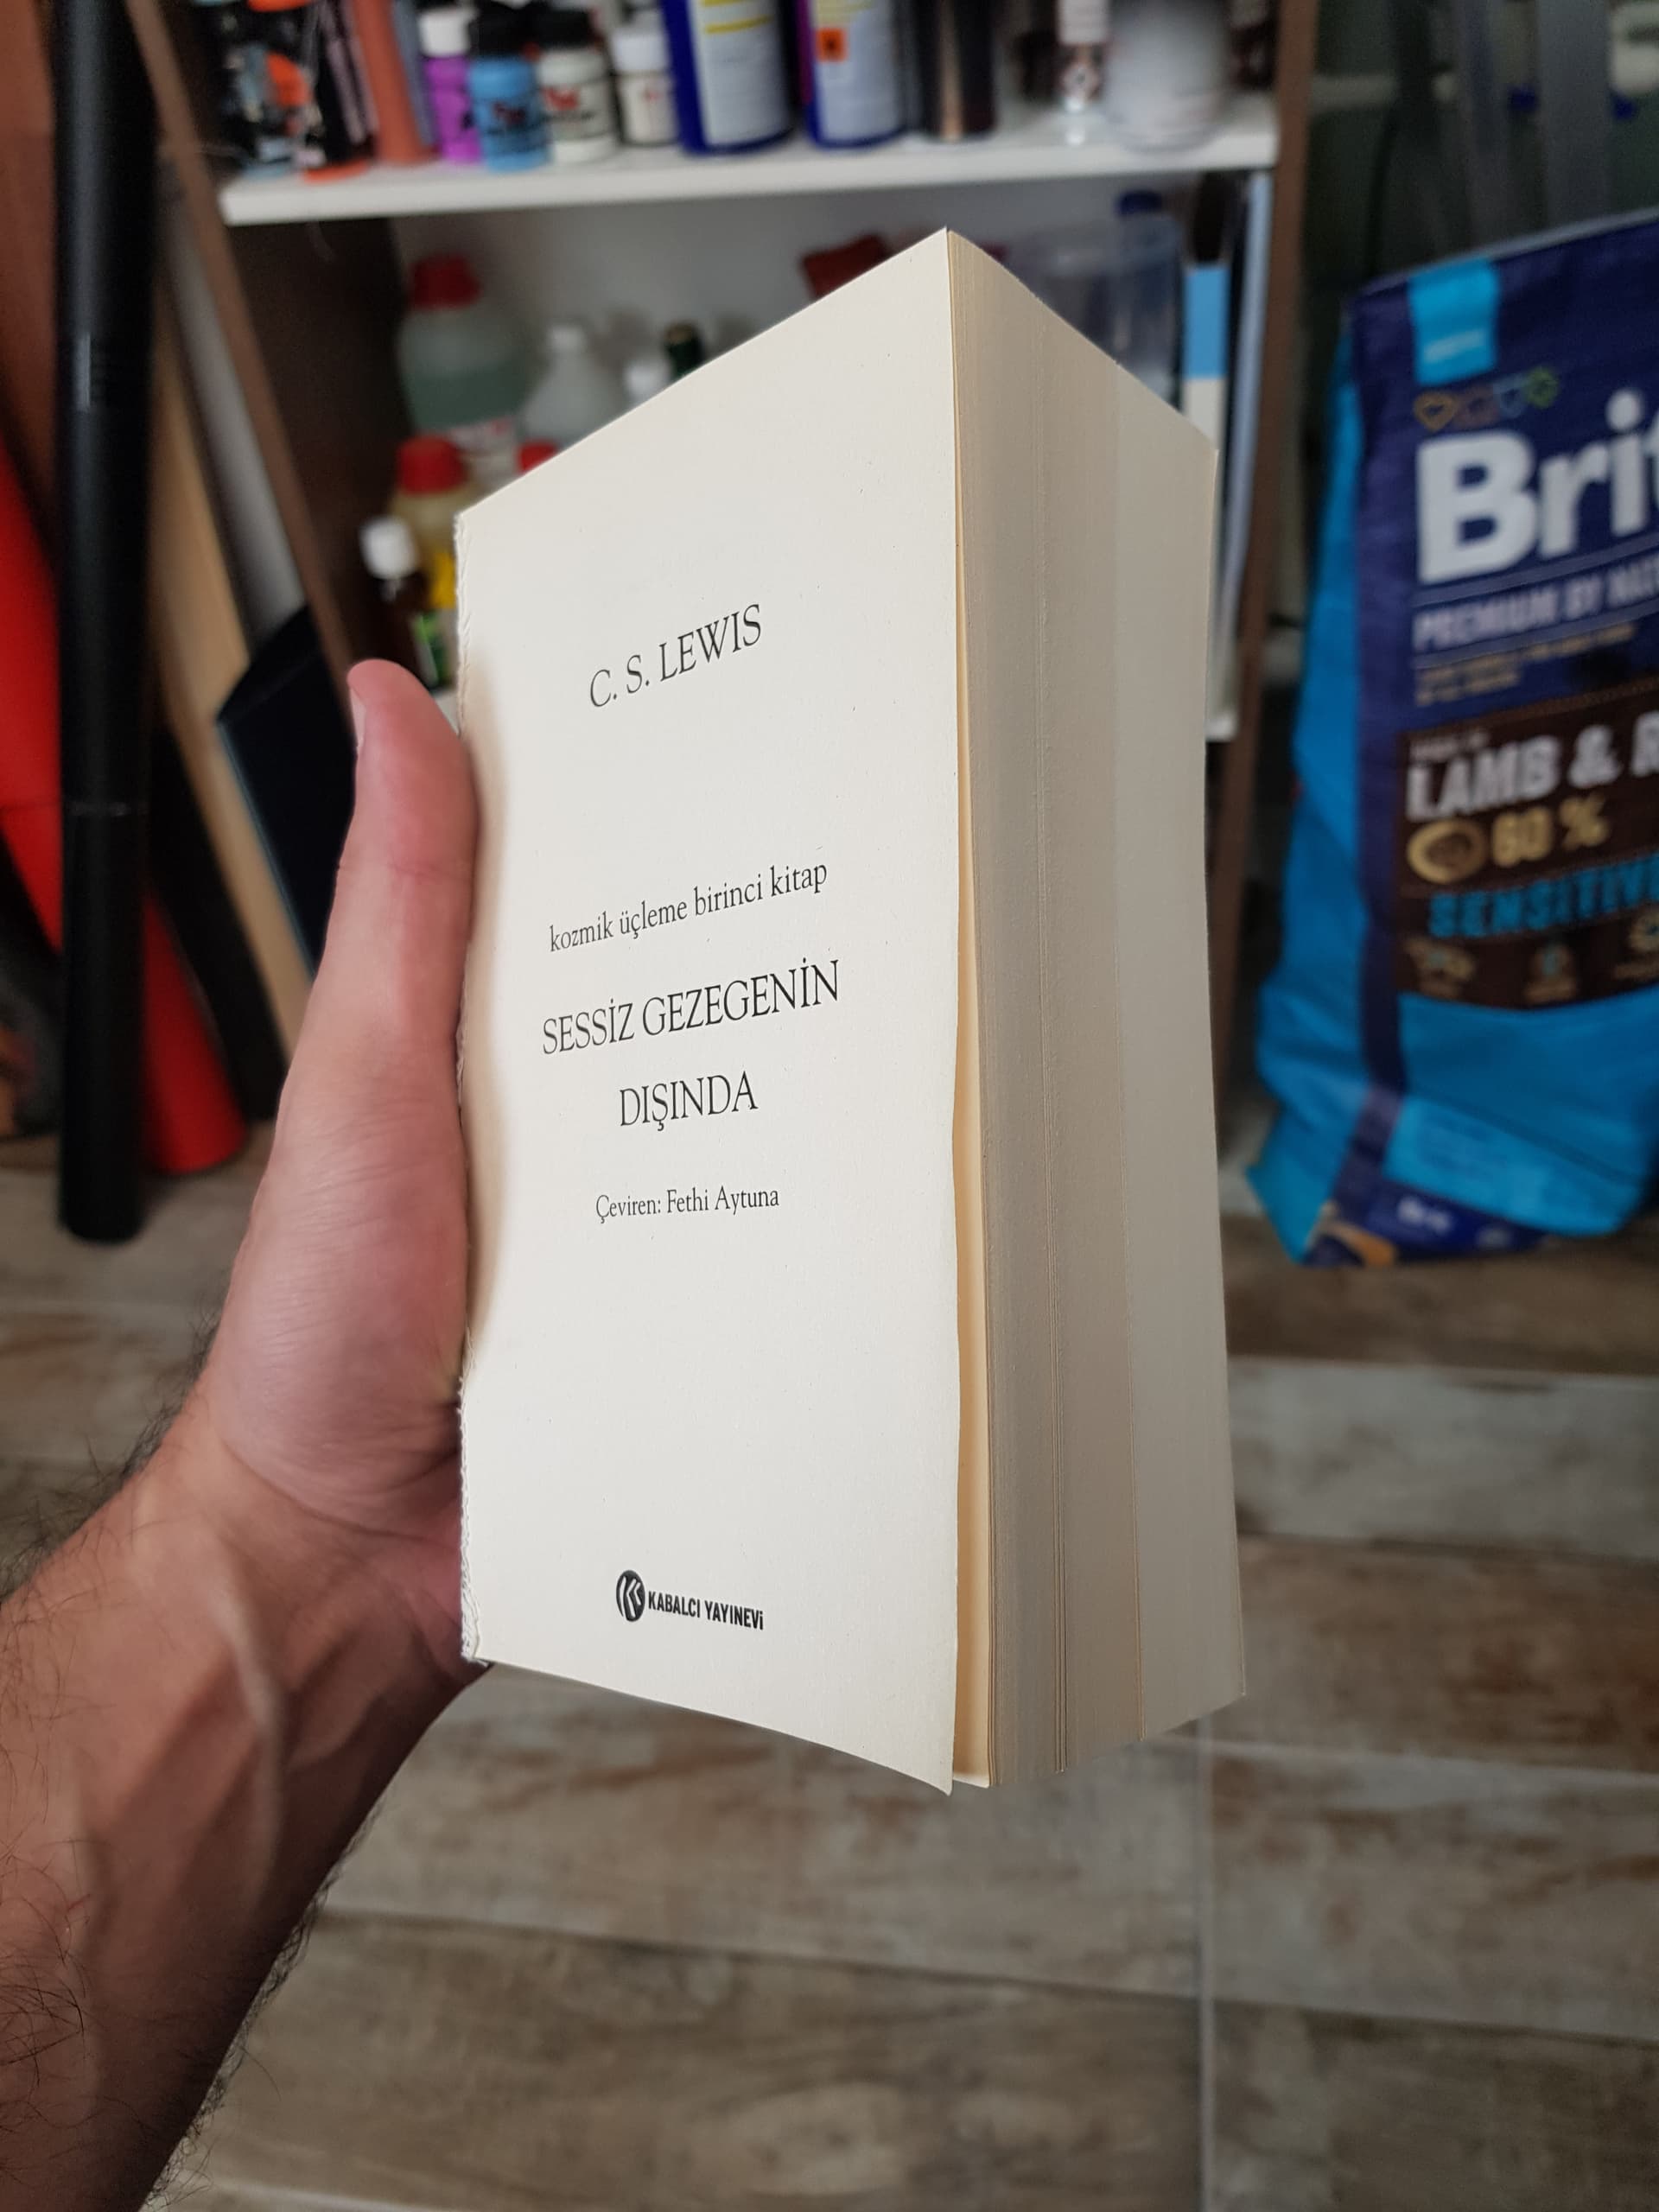 C. S. LEWIS
kozmik üçleme birinci kitap
SESSİZ GEZEGENİN
DIŞINDA
Çeviren: Fethi Aytuna
KABALCI YAYINEVİ
Brit
PREMIUM BY
LAMB &
60 %
SENSITIVE